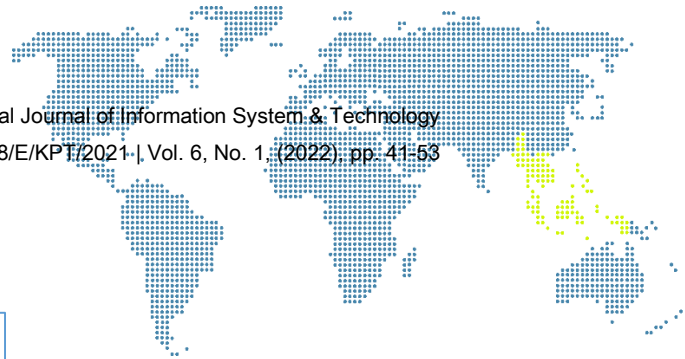 al Journal of Information System & Technology
8/E/KPT/2021 | Vol. 6, No. 1, (2022), pp. 41-53